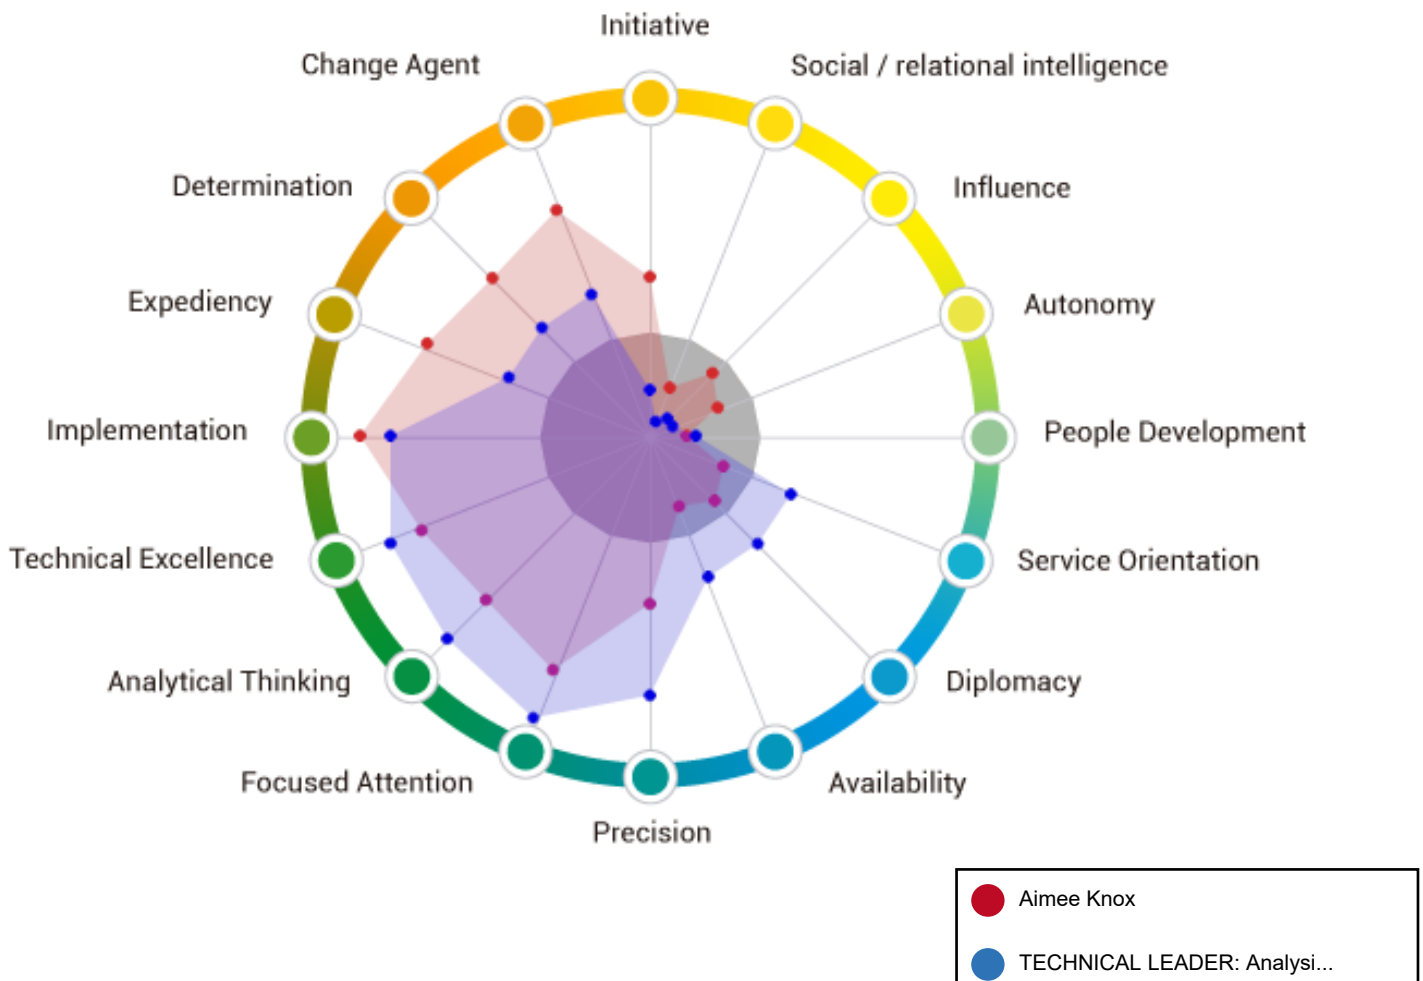 Initiative
Change Agent
Social / relational intelligence
Determination
Influence
Expediency
Autonomy
Implementation
People Development
Technical Excellence
Service Orientation
Analytical Thinking
Diplomacy
Focused Attention
Availability
Precision
Aimee Knox
TECHNICAL LEADER: Analysi...